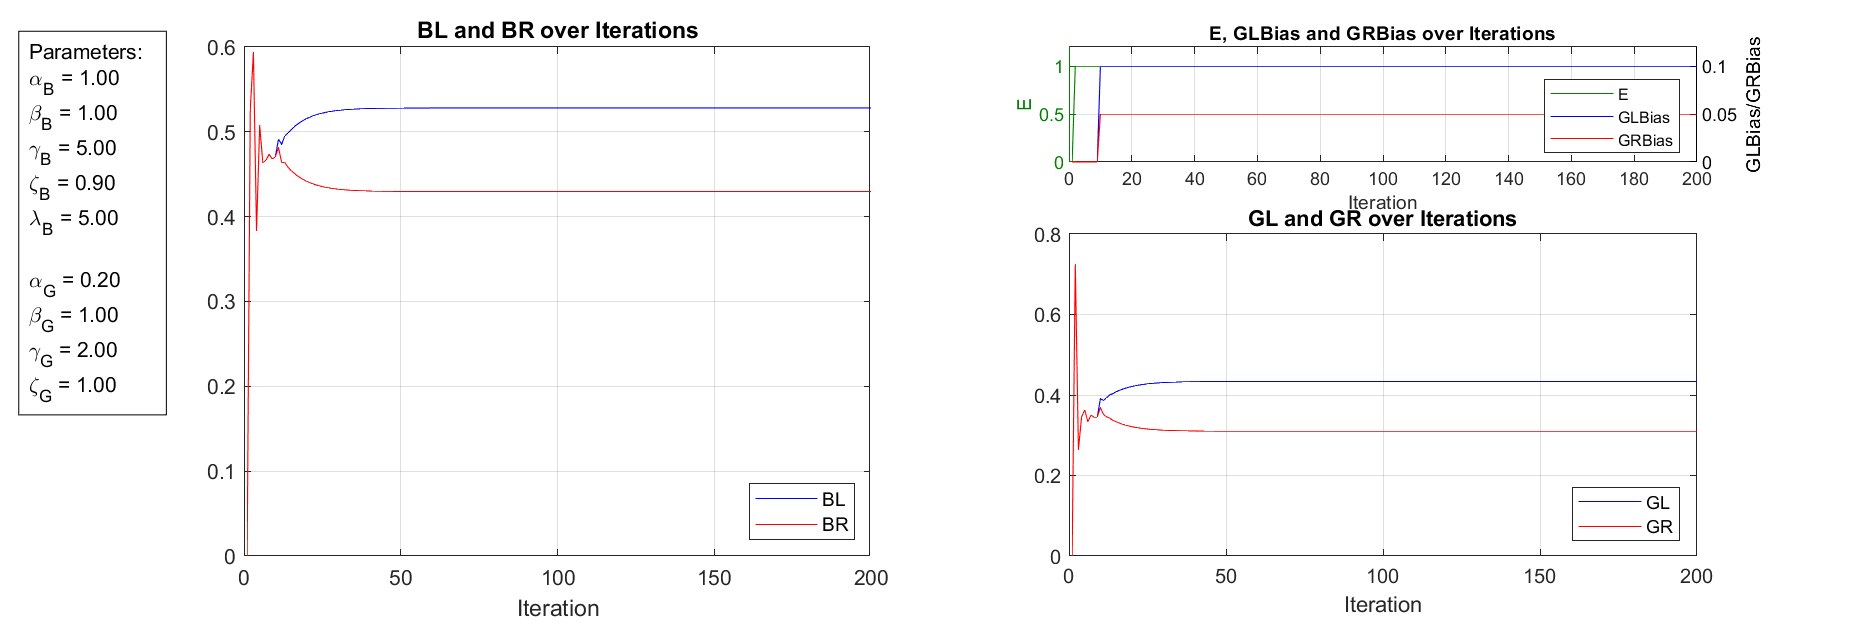 Parameters:
α_B = 1.00
β_B = 1.00
γ_B = 5.00
ζ_B = 0.90
λ_B = 5.00
α_G = 0.20
β_G = 1.00
γ_G = 2.00
ζ_G = 1.00
BL and BR over Iterations
0.6
0.5
0.4
0.3
0.2
0.1
0
0 50 100 150 200
Iteration
BL
BR
E, GLBias and GRBias over Iterations
E
1
0.5
0
0.1
0.05
0
GLBias/GRBias
E
GLBias
GRBias
0 20 40 60 80 100 120 140 160 180 200
Iteration
GL and GR over Iterations
0.8
0.6
0.4
0.2
0
GL
GR
0 50 100 150 200
Iteration